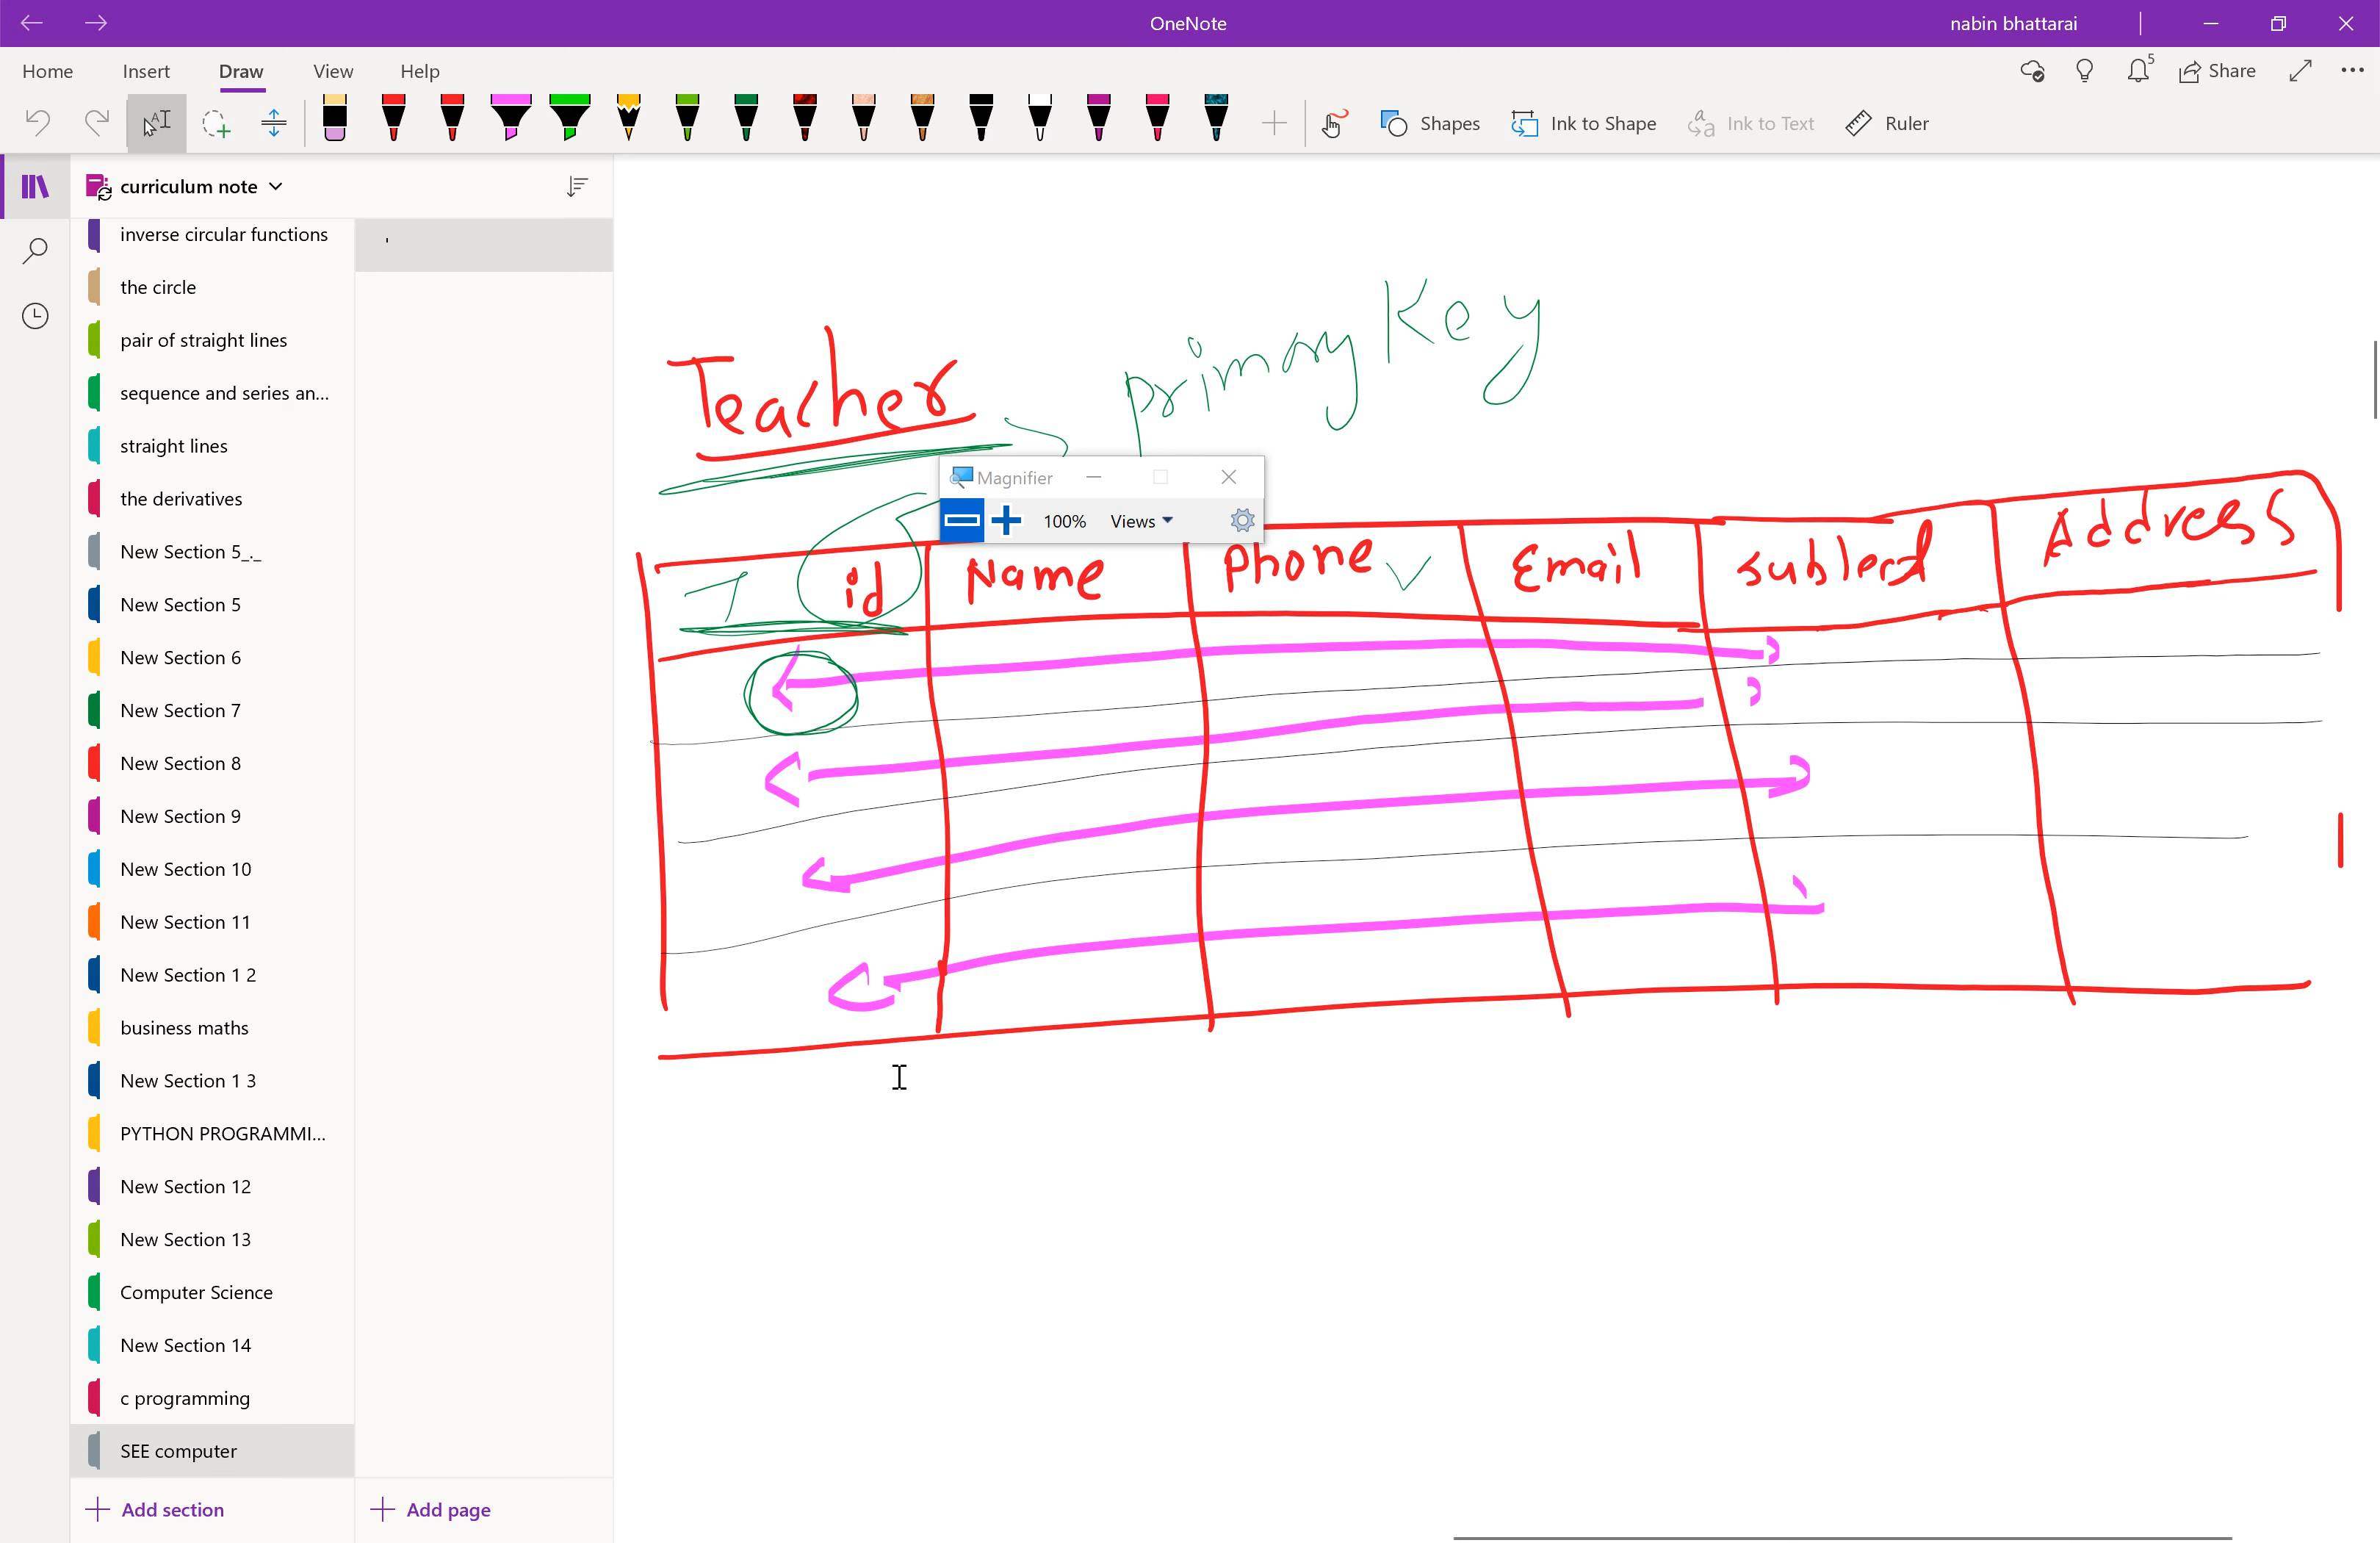 OneNote
nabin bhattarai
Home Insert Draw View Help
5 Share
Shapes Ink to Shape Ink to Text Ruler
curriculum note
inverse circular functions
the circle
pair of straight lines
sequence and series an...
straight lines
the derivatives
New Section 5_._
New Section 5
New Section 6
New Section 7
New Section 8
New Section 9
New Section 10
New Section 11
New Section 1 2
business maths
New Section 1 3
PYTHON PROGRAMMI...
New Section 12
New Section 13
Computer Science
New Section 14
c programming
SEE computer
Add section
Add page
Teacher
primary Key
Magnifier
100% Views
T id Name Phone Email Address